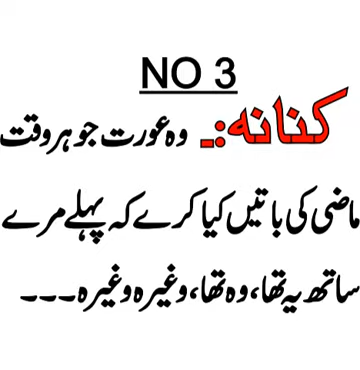 NO 3
کنانہ:۔ وہ عورت جو ہر وقت
ماضی کی باتیں کیا کرے کہ پہلے مرے
ساتھ یہ تھا، وہ تھا، وغیرہ وغیرہ۔۔۔